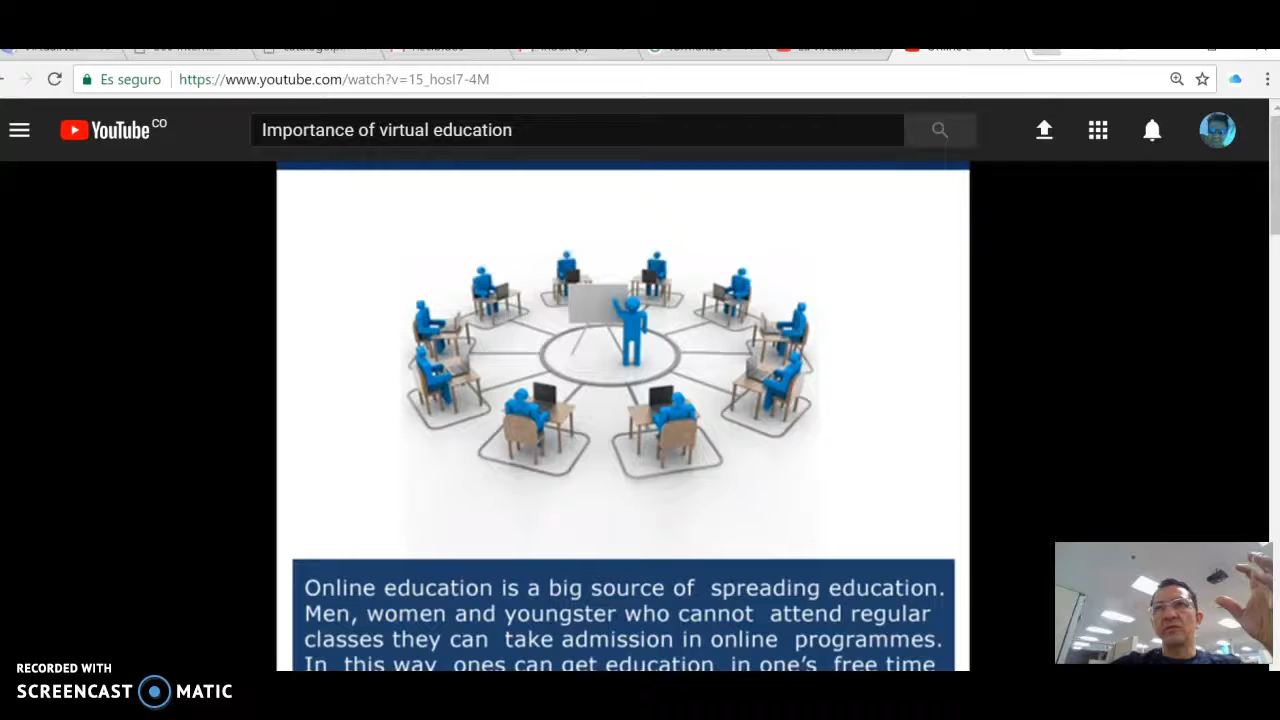 Es seguro
https://www.youtube.com/watch?v=15_hosI7-4M
YouTube CO
Importance of virtual education
Online education is a big source of spreading education.
Men, women and youngster who cannot attend regular
classes they can take admission in online programmes.
In this way ones can get education in one's free time
RECORDED WITH
SCREENCAST MATIC